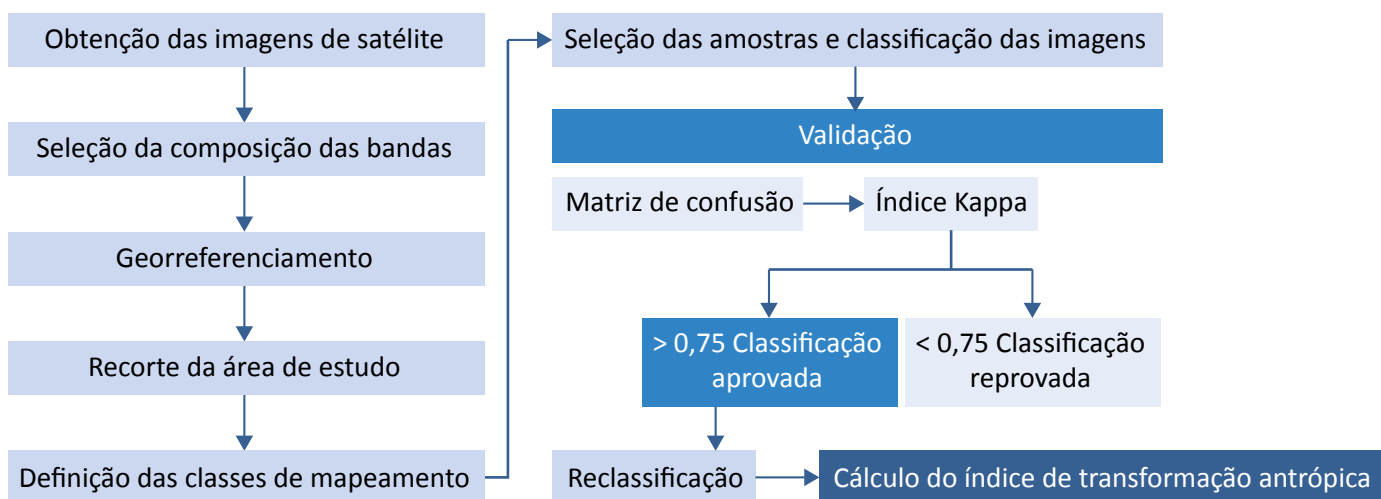 Obtenção das imagens de satélite
Seleção da composição das bandas
Georreferenciamento
Recorte da área de estudo
Definição das classes de mapeamento
Seleção das amostras e classificação das imagens
Validação
Matriz de confusão
Índice Kappa
> 0,75 Classificação
aprovada
< 0,75 Classificação
reprovada
Reclassificação
Cálculo do índice de transformação antrópica